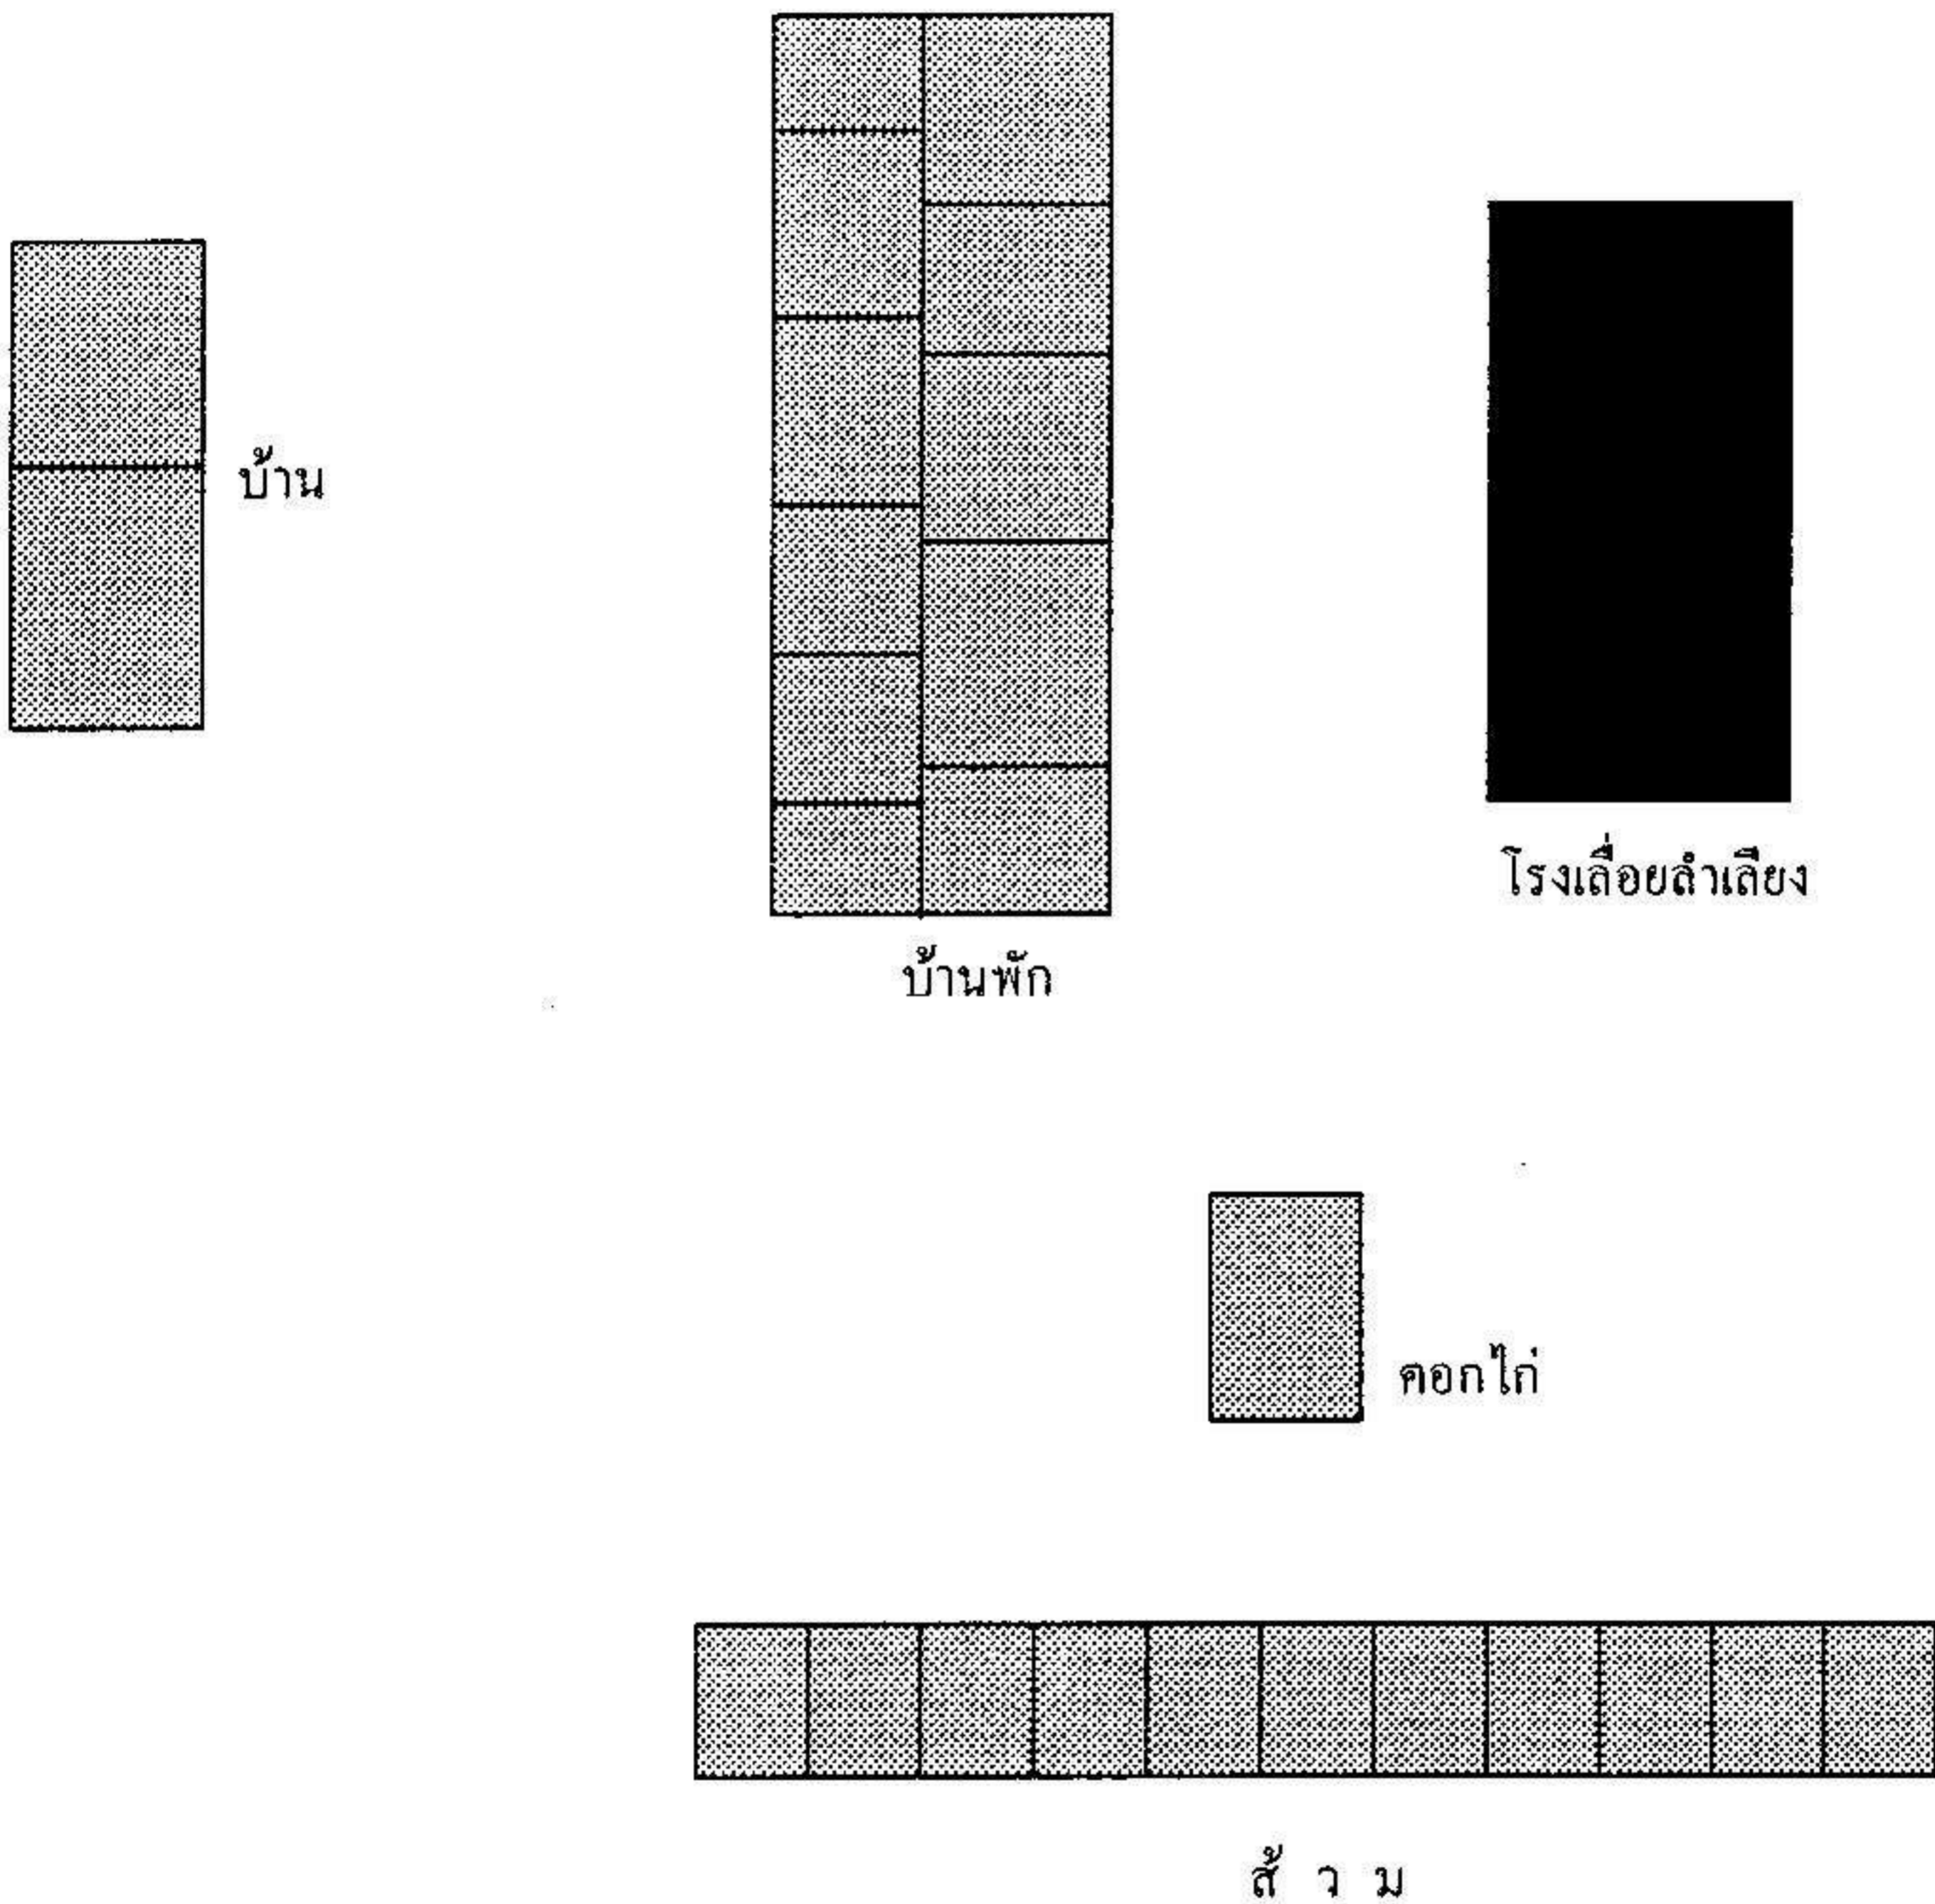 บ้าน
โรงเลื่อยลำเลียง
บ้านพัก
คอกไก่
ส้ ว ม